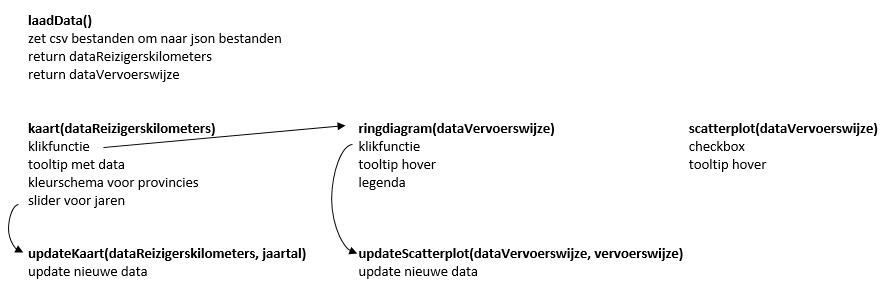 laadData()
zet csv bestanden om naar json bestanden
return dataReizigerskilometers
return dataVervoerswijze
kaart(dataReizigerskilometers)
klikfunctie
tooltip met data
kleurschema voor provincies
slider voor jaren
ringdiagram(dataVervoerswijze)
klikfunctie
tooltip hover
legenda
scatterplot(dataVervoerswijze)
checkbox
tooltip hover
updateKaart(dataReizigerskilometers, jaartal)
update nieuwe data
updateScatterplot(dataVervoerswijze, vervoerswijze)
update nieuwe data